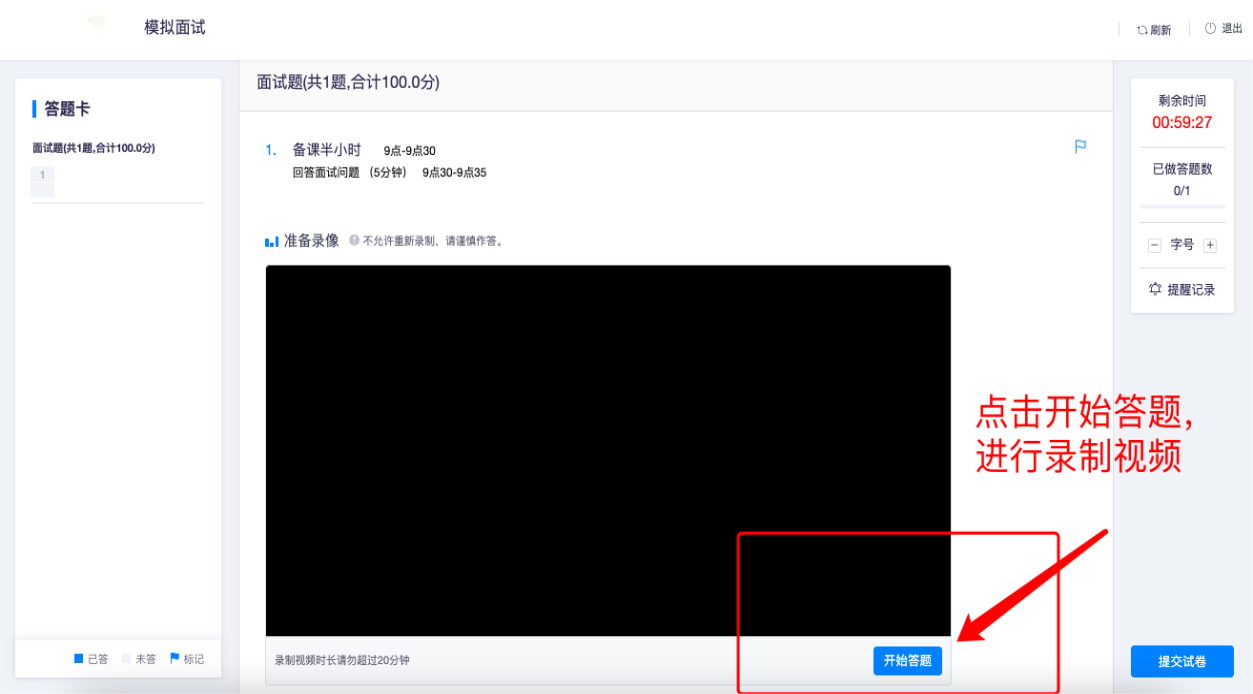 模拟面试
刷新
退出
答题卡
面试题(共1题,合计100.0分)
1
已答 未答 标记
面试题(共1题,合计100.0分)
1. 备课半小时 9点-9点30
回答面试问题 （5分钟） 9点30-9点35
准备录像 不允许重新录制，请谨慎作答。
录制视频时长请勿超过20分钟
开始答题
点击开始答题，
进行录制视频
剩余时间
00:59:27
已做答题数
0/1
- 字号 +
提醒记录
提交试卷